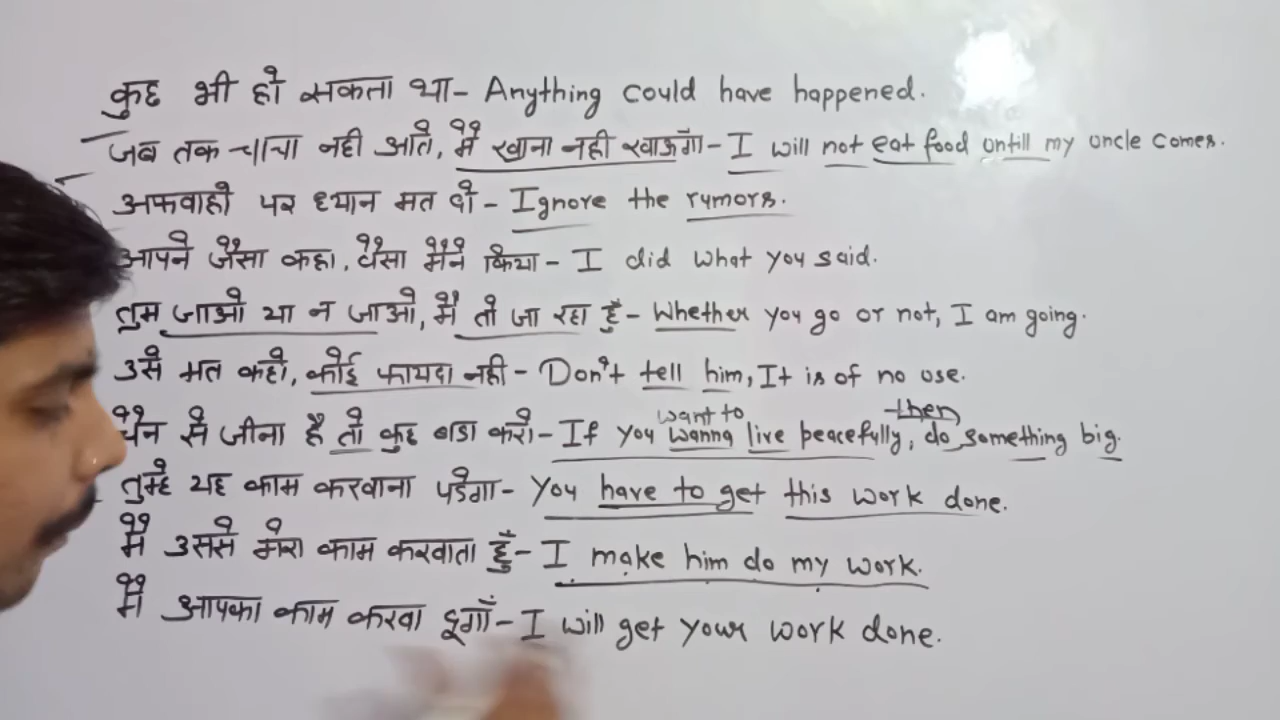 कुछ भी हो सकता था - Anything could have happened.
जब तक चाचा नही आते, मैं खाना नही खाऊगाँ - I will not eat food untill my uncle comes.
अफवाहो पर ध्यान मत दो - Ignore the rumors.
आपने जैसा कहा, वैसा मैने किया - I did what you said.
तुम जाओ या न जाओ, मैं तो जा रहा हूँ - Whether you go or not, I am going.
उसे मत कहो, कोई फायदा नही - Don't tell him, It is of no use.
want to then
चैन से जीना है तो कुछ बडा करो - If you wanna live peacefully, do something big.
तुम्हे यह काम करवाना पडेगा - You have to get this work done.
मैं उससे मेरा काम करवाता हूँ - I make him do my work.
मैं आपका काम करवा दूगाँ - I will get your work done.